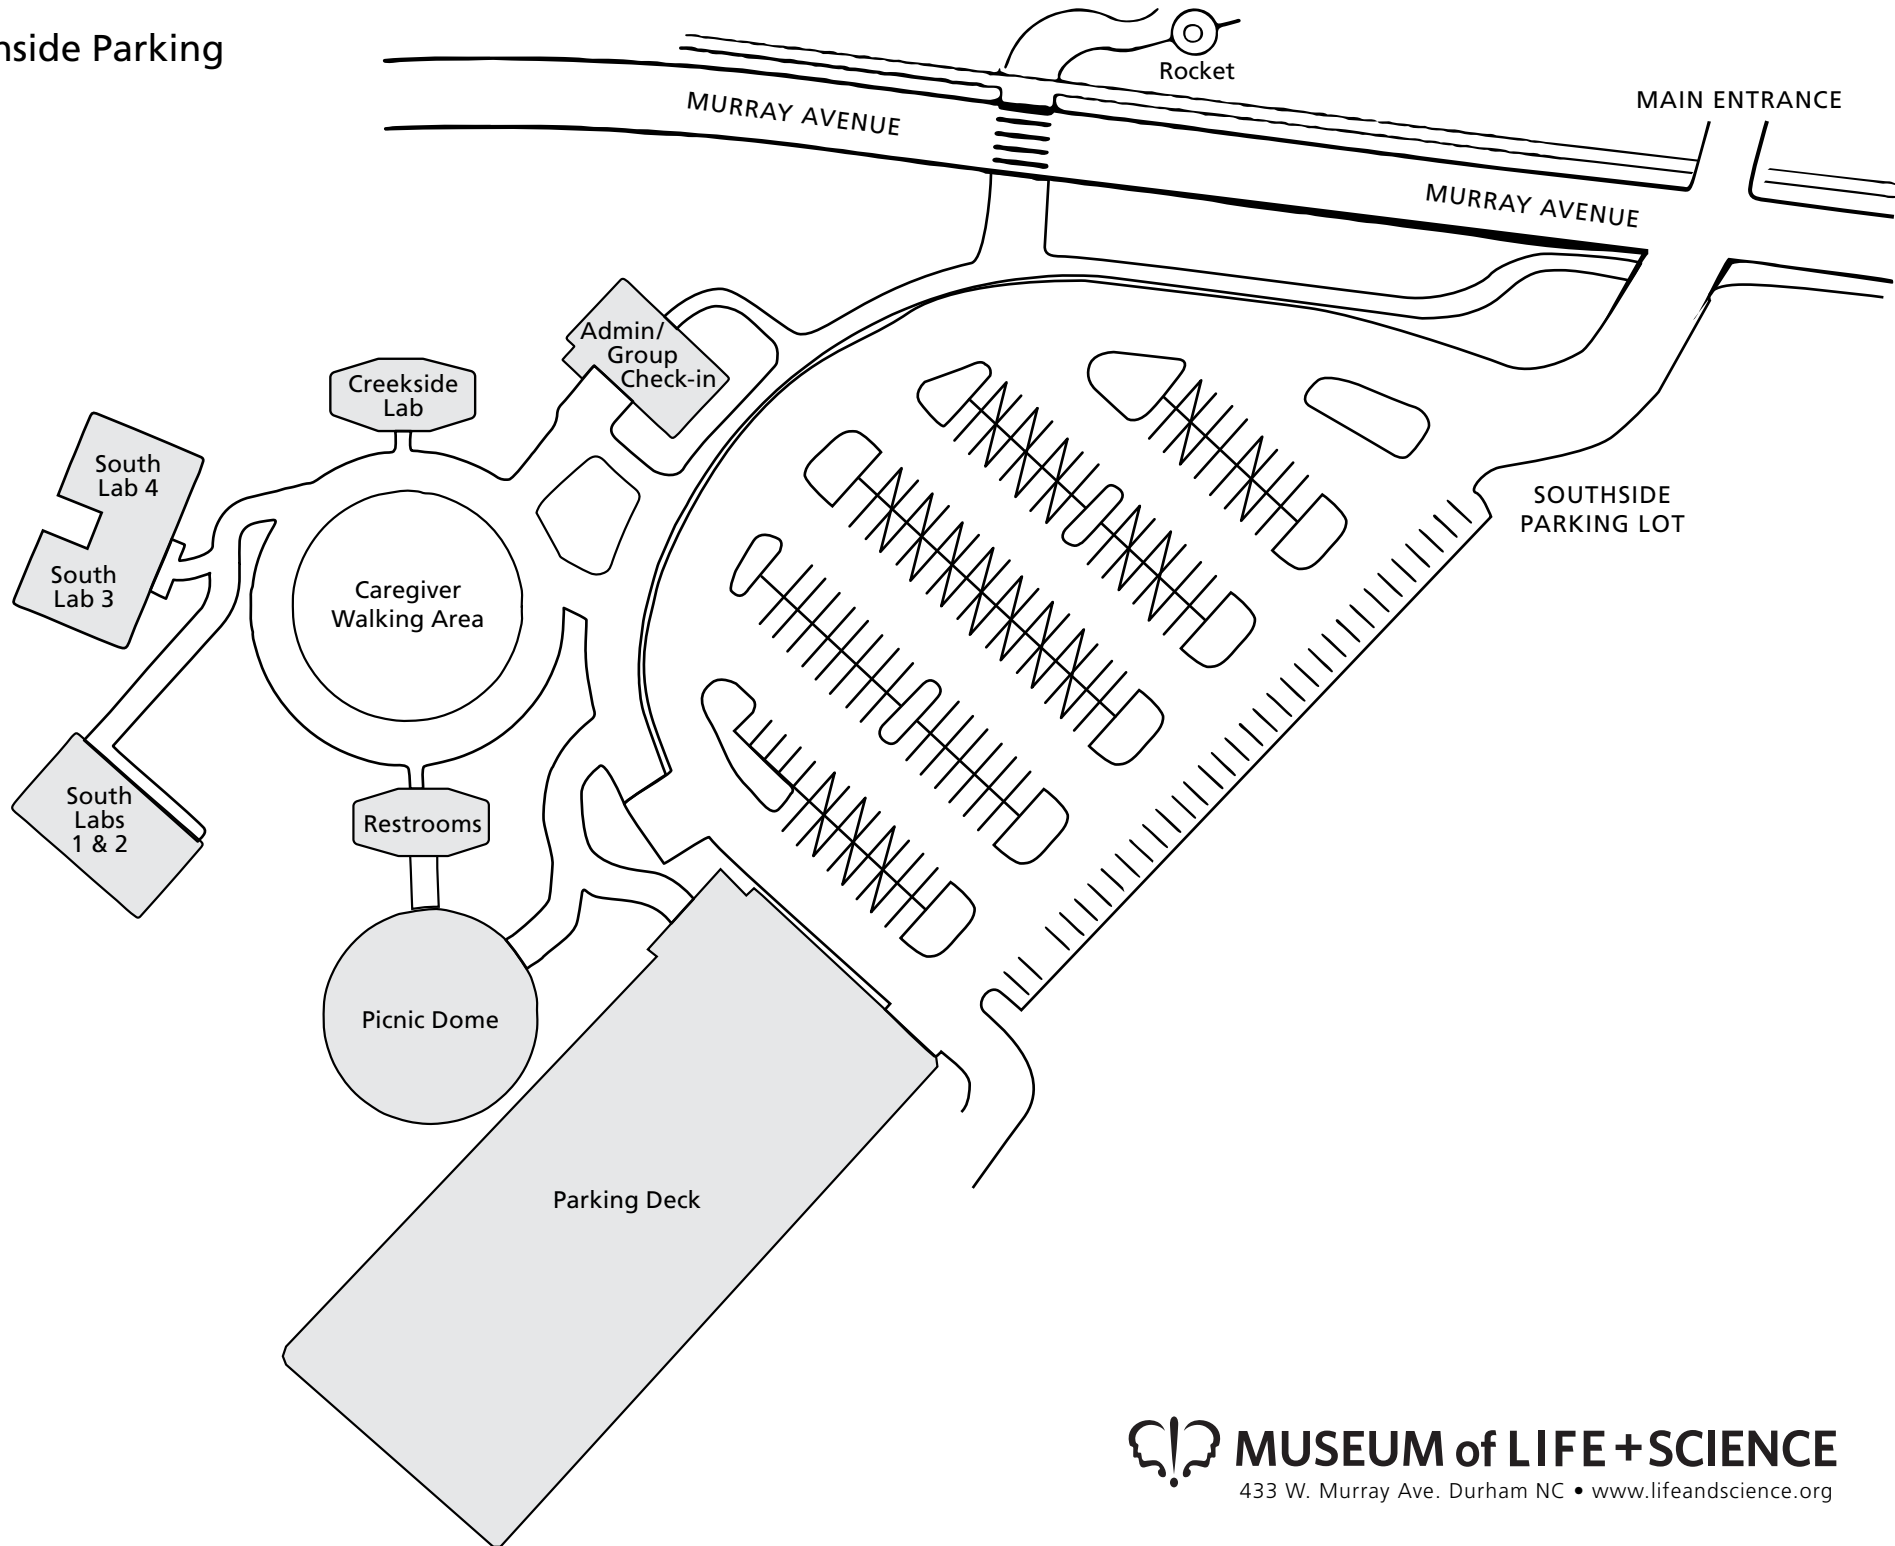 Parking
Rocket
MAIN ENTRANCE
MURRAY AVENUE
MURRAY AVENUE
Admin/
Group
Check-in
Creekside
Lab
South
Lab 4
SOUTHSIDE
PARKING LOT
South
Lab 3
Caregiver
Walking Area
South
Labs
1 & 2
Restrooms
Picnic Dome
Parking Deck
MUSEUM of LIFE + SCIENCE
433 W. Murray Ave. Durham NC • www.lifeandscience.org